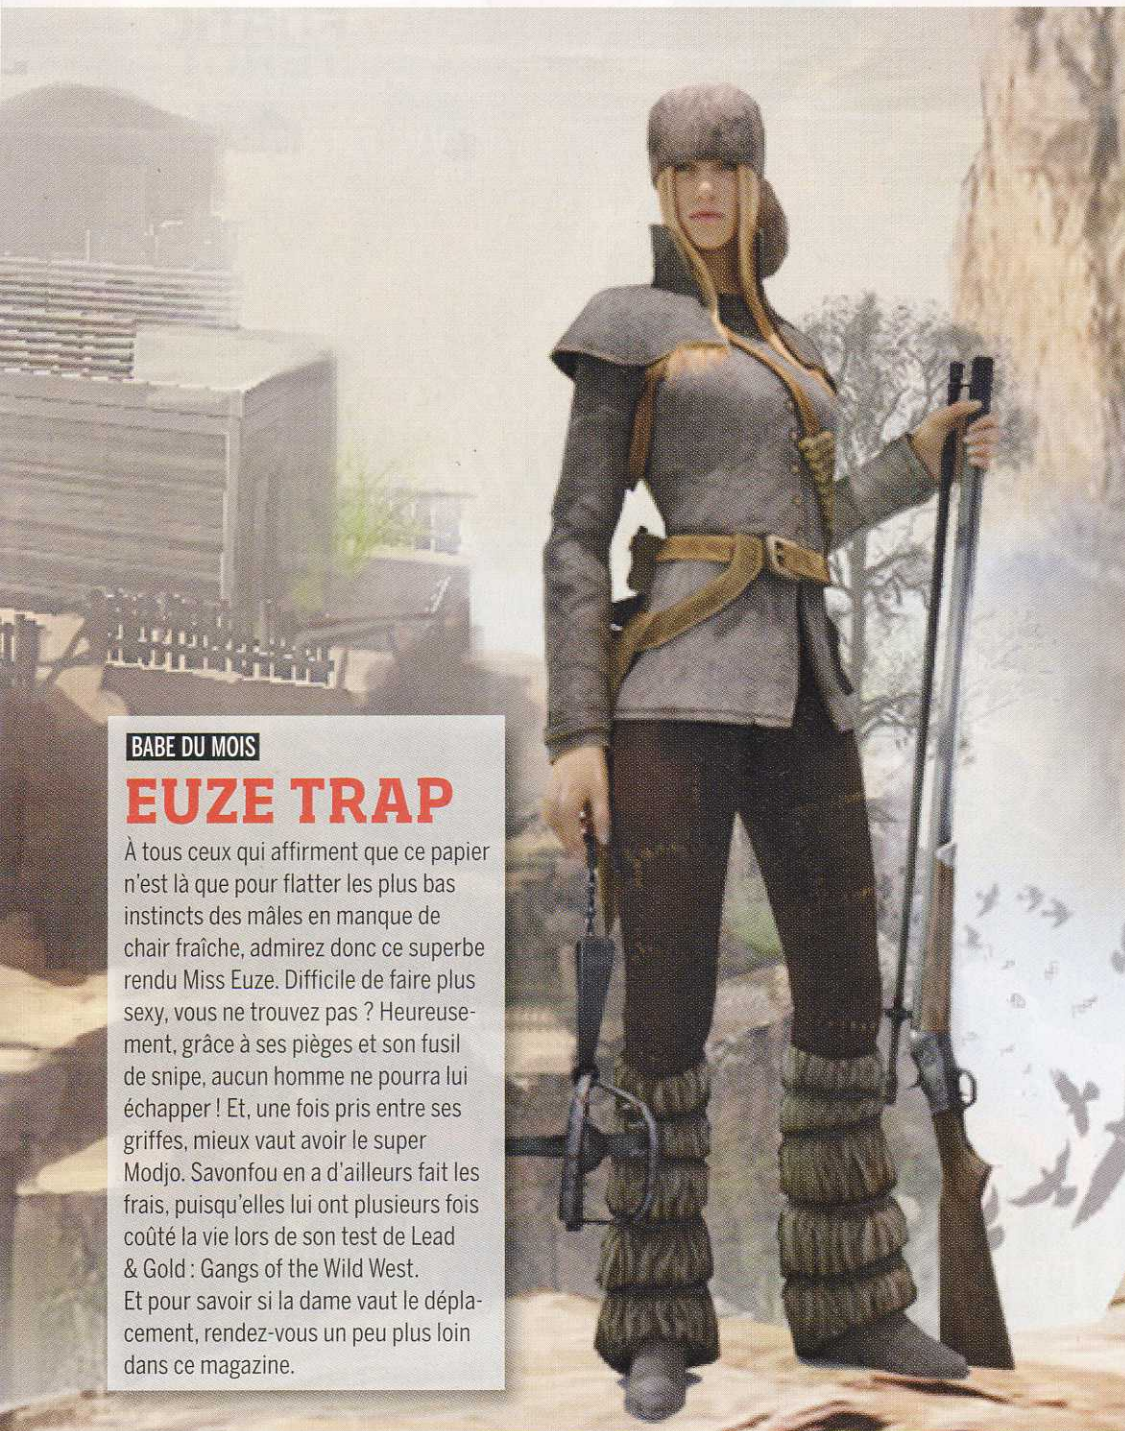 BABE DU MOIS
EUZE TRAP
À tous ceux qui affirment que ce papier
n'est là que pour flatter les plus bas
instincts des mâles en manque de
chair fraîche, admirez donc ce superbe
rendu Miss Euze. Difficile de faire plus
sexy, vous ne trouvez pas ? Heureuse-
ment, grâce à ses pièges et son fusil
de snipe, aucun homme ne pourra lui
échapper ! Et, une fois pris entre ses
griffes, mieux vaut avoir le super
Modjo. Savonfou en a d'ailleurs fait les
frais, puisqu'elles lui ont plusieurs fois
coûté la vie lors de son test de Lead
& Gold : Gangs of the Wild West.
Et pour savoir si la dame vaut le dépla-
cement, rendez-vous un peu plus loin
dans ce magazine.